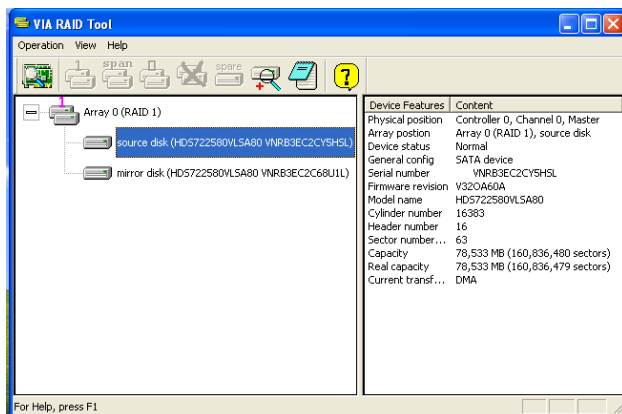 VIA RAID Tool
Operation View Help
1 span spare ?
1
Array 0 (RAID 1)
source disk (HDS722580VLSA80 VNRB3EC2CY5HSL)
mirror disk (HDS722580VLSA80 VNRB3EC2C68U1L)
Device Features Content
Physical position Controller 0, Channel 0, Master
Array postion Array 0 (RAID 1), source disk
Device status Normal
General config SATA device
Serial number VNRB3EC2CY5HSL
Firmware revision V32OA60A
Model name HDS722580VLSA80
Cylinder number 16383
Header number 16
Sector number... 63
Capacity 78,533 MB (160,836,480 sectors)
Real capacity 78,533 MB (160,836,479 sectors)
Current transf... DMA
For Help, press F1